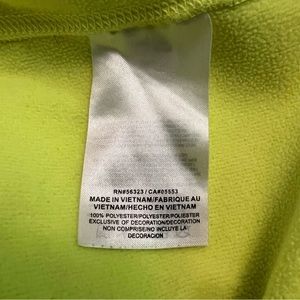 RN#56323 / CA#05553
MADE IN VIETNAM/FABRIQUE AU
VIETNAM/HECHO EN VIETNAM
100% POLYESTER/POLYESTER/POLIESTER
EXCLUSIVE OF DECORATION/DECORATION
NON COMPRISE/NO INCLUYE LA
DECORACION